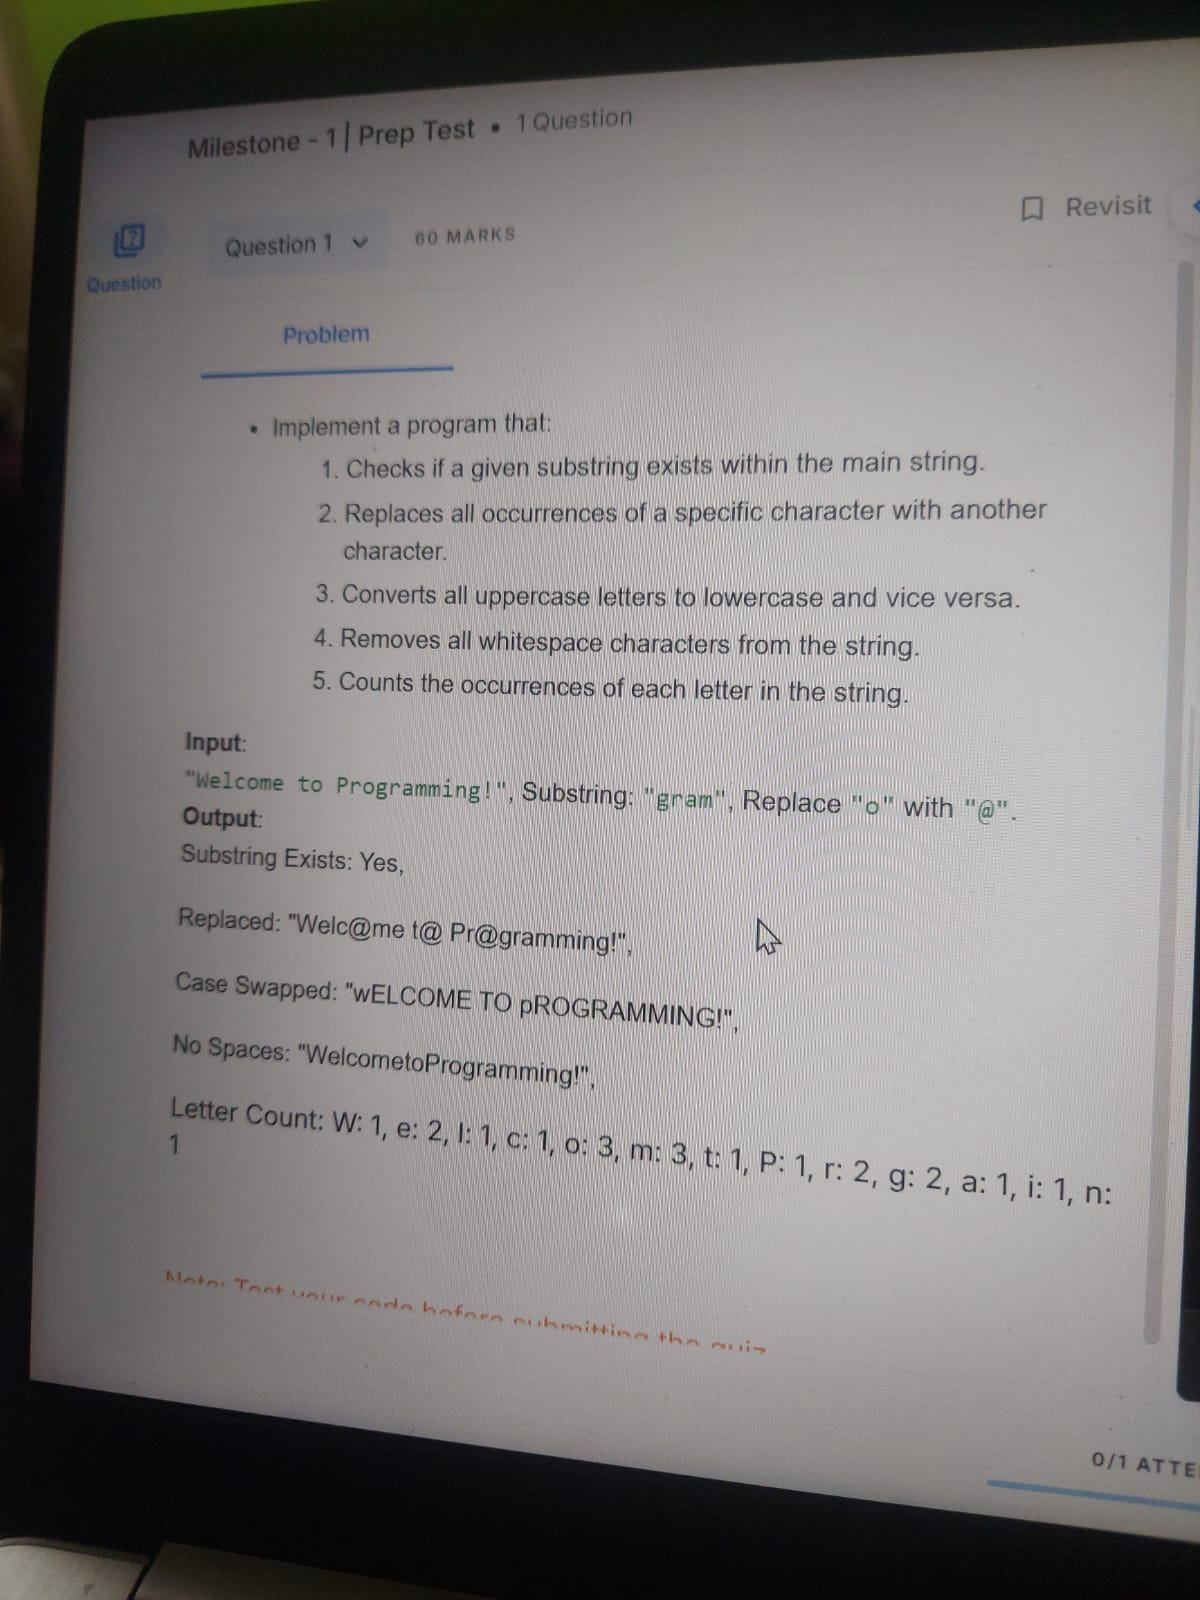 Milestone - 1 | Prep Test • 1 Question
Revisit
Question 1
60 MARKS
Question
Problem
• Implement a program that:
1. Checks if a given substring exists within the main string.
2. Replaces all occurrences of a specific character with another
character.
3. Converts all uppercase letters to lowercase and vice versa.
4. Removes all whitespace characters from the string.
5. Counts the occurrences of each letter in the string.
Input:
"Welcome to Programming!", Substring: "gram", Replace "o" with "@".
Output:
Substring Exists: Yes,
Replaced: "Welc@me t@ Pr@gramming!",
Case Swapped: "wELCOME TO pROGRAMMING!",
No Spaces: "WelcometoProgramming!",
Letter Count: W: 1, e: 2, l: 1, c: 1, o: 3, m: 3, t: 1, P: 1, r: 2, g: 2, a: 1, i: 1, n:
1
Note: Test your code before submitting the quiz
0/1 ATTE